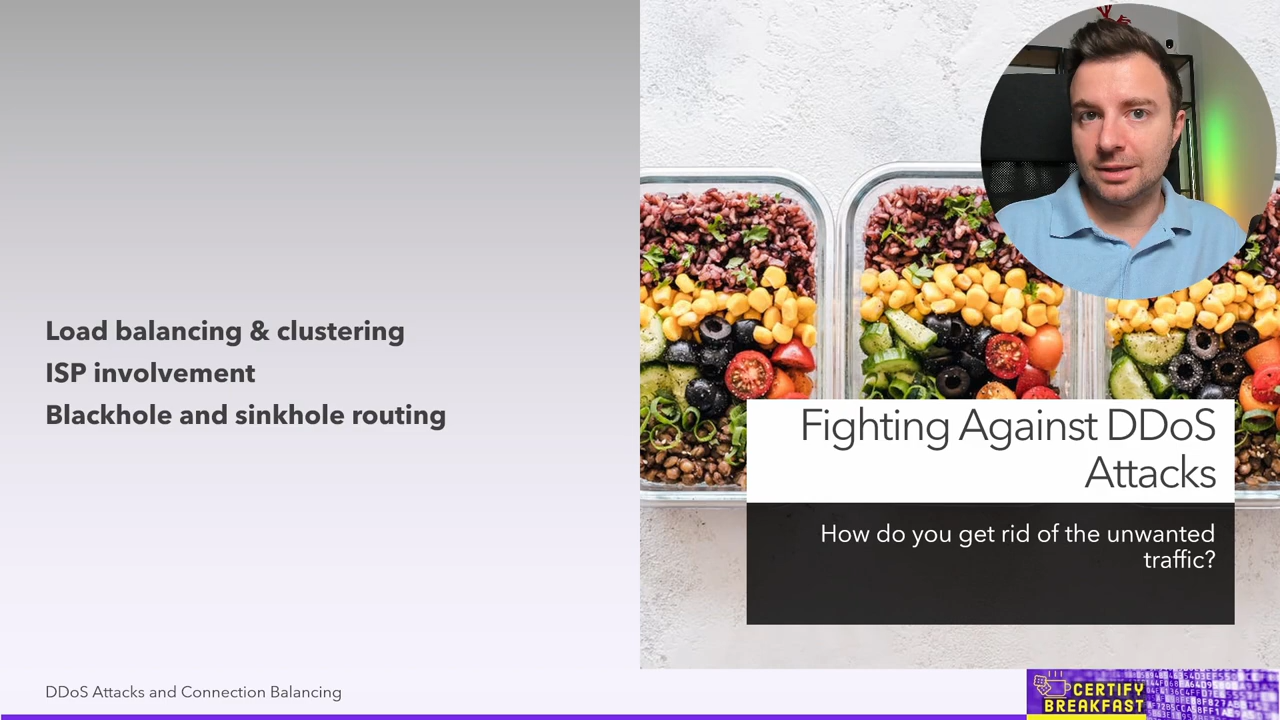 Load balancing & clustering
ISP involvement
Blackhole and sinkhole routing
Fighting Against DDoS
Attacks
How do you get rid of the unwanted
traffic?
DDoS Attacks and Connection Balancing
CERTIFY
BREAKFAST